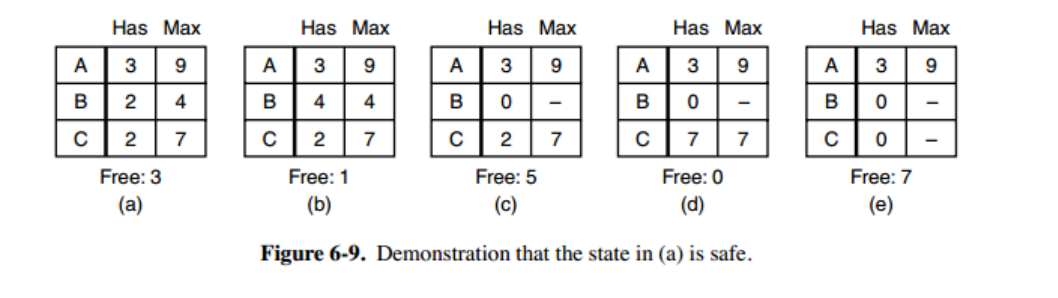 Has Max Has Max Has Max Has Max Has Max
A 3 9 A 3 9 A 3 9 A 3 9 A 3 9
B 2 4 B 4 4 B 0 – B 0 – B 0 –
C 2 7 C 2 7 C 2 7 C 7 7 C 0 –
Free: 3 Free: 1 Free: 5 Free: 0 Free: 7
(a) (b) (c) (d) (e)
Figure 6-9. Demonstration that the state in (a) is safe.